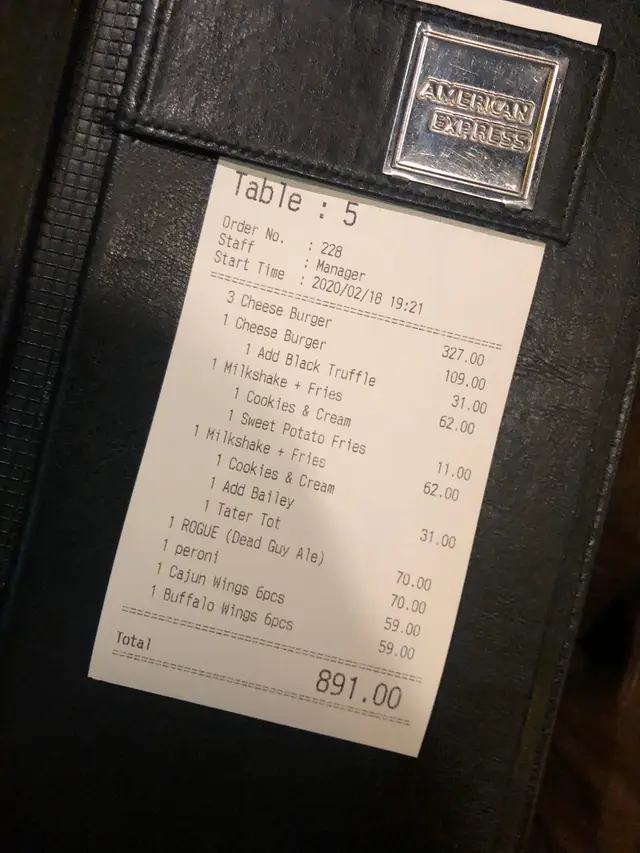 AMERICAN
EXPRESS
Table : 5
Order No. : 228
Staff : Manager
Start Time : 2020/02/18 19:21
3 Cheese Burger 327.00
1 Cheese Burger 109.00
1 Add Black Truffle 31.00
1 Milkshake + Fries 62.00
1 Cookies & Cream
1 Sweet Potato Fries 11.00
1 Milkshake + Fries 62.00
1 Cookies & Cream
1 Add Bailey 31.00
1 Tater Tot
1 ROGUE (Dead Guy Ale) 70.00
1 peroni 70.00
1 Cajun Wings 6pcs 59.00
1 Buffalo Wings 6pcs 59.00
Total 891.00